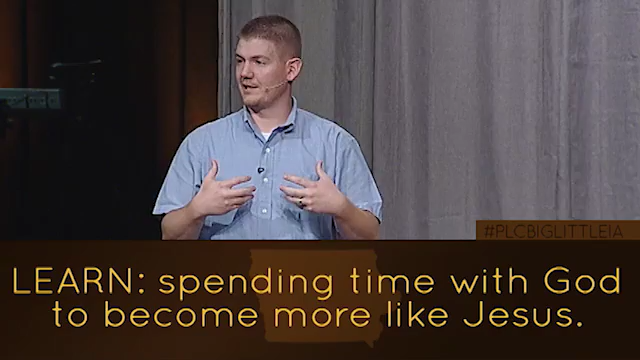 #PLCBIGLITTLEIA
LEARN: spending time with God
to become more like Jesus.